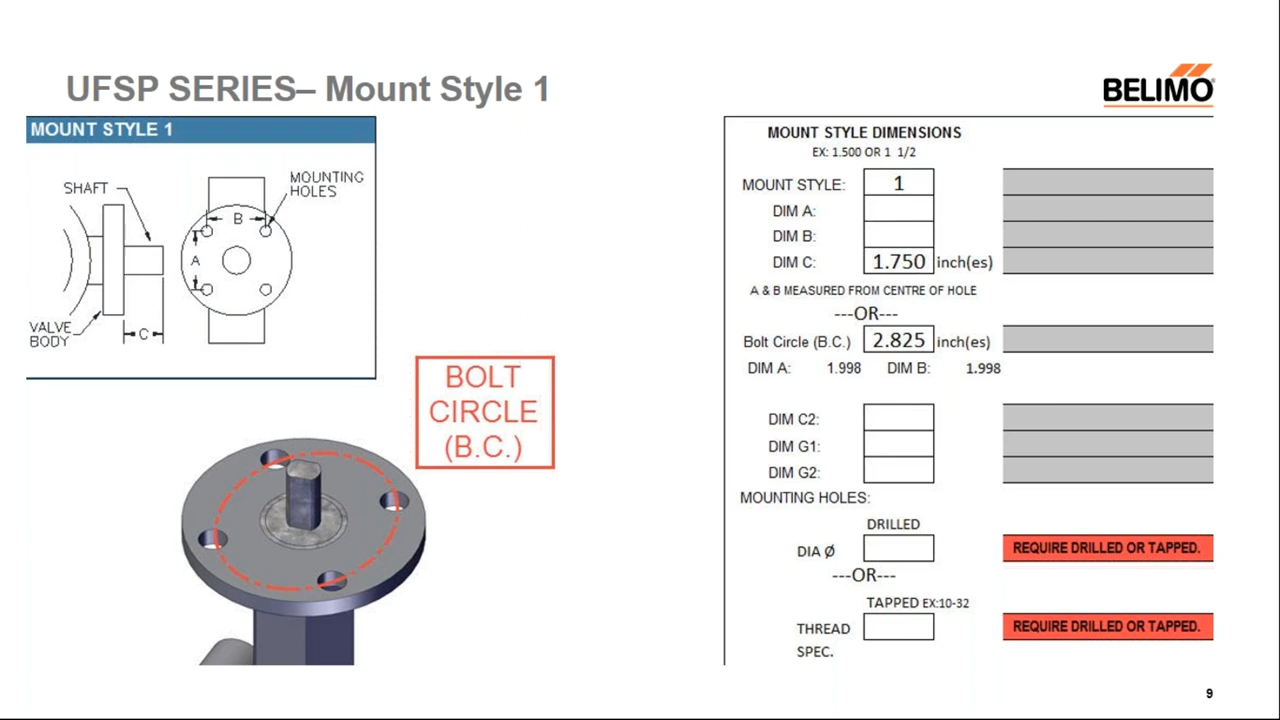 UFSP SERIES– Mount Style 1
BELIMO
MOUNT STYLE 1
SHAFT
MOUNTING
HOLES
B
A
VALVE
BODY
C
BOLT
CIRCLE
(B.C.)
MOUNT STYLE DIMENSIONS
EX: 1.500 OR 1 1/2
MOUNT STYLE: 1
DIM A:
DIM B:
DIM C: 1.750 inch(es)
A & B MEASURED FROM CENTRE OF HOLE
---OR---
Bolt Circle (B.C.) 2.825 inch(es)
DIM A: 1.998 DIM B: 1.998
DIM C2:
DIM G1:
DIM G2:
MOUNTING HOLES:
DRILLED
DIA Ø REQUIRE DRILLED OR TAPPED.
---OR---
TAPPED EX:10-32
THREAD REQUIRE DRILLED OR TAPPED.
SPEC.
9